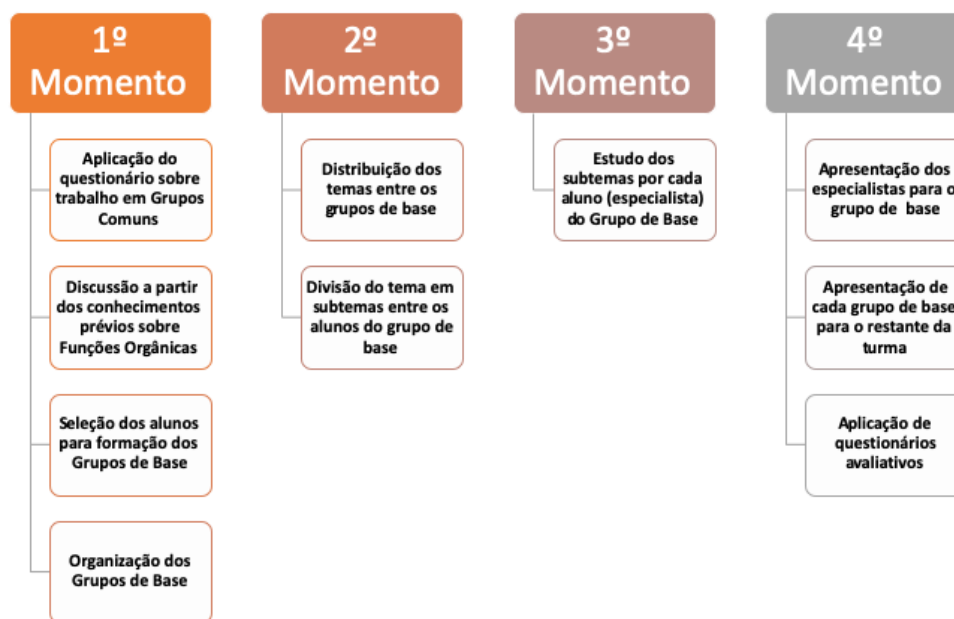 1º
Momento
Aplicação do
questionário sobre
trabalho em Grupos
Comuns
Discussão a partir
dos conhecimentos
prévios sobre
Funções Orgânicas
Seleção dos alunos
para formação dos
Grupos de Base
Organização dos
Grupos de Base
2º
Momento
Distribuição dos
temas entre os
grupos de base
Divisão do tema em
subtemas entre os
alunos do grupo de
base
3º
Momento
Estudo dos
subtemas por cada
aluno (especialista)
do Grupo de Base
4º
Momento
Apresentação dos
especialistas para o
grupo de base
Apresentação de
cada grupo de base
para o restante da
turma
Aplicação de
questionários
avaliativos